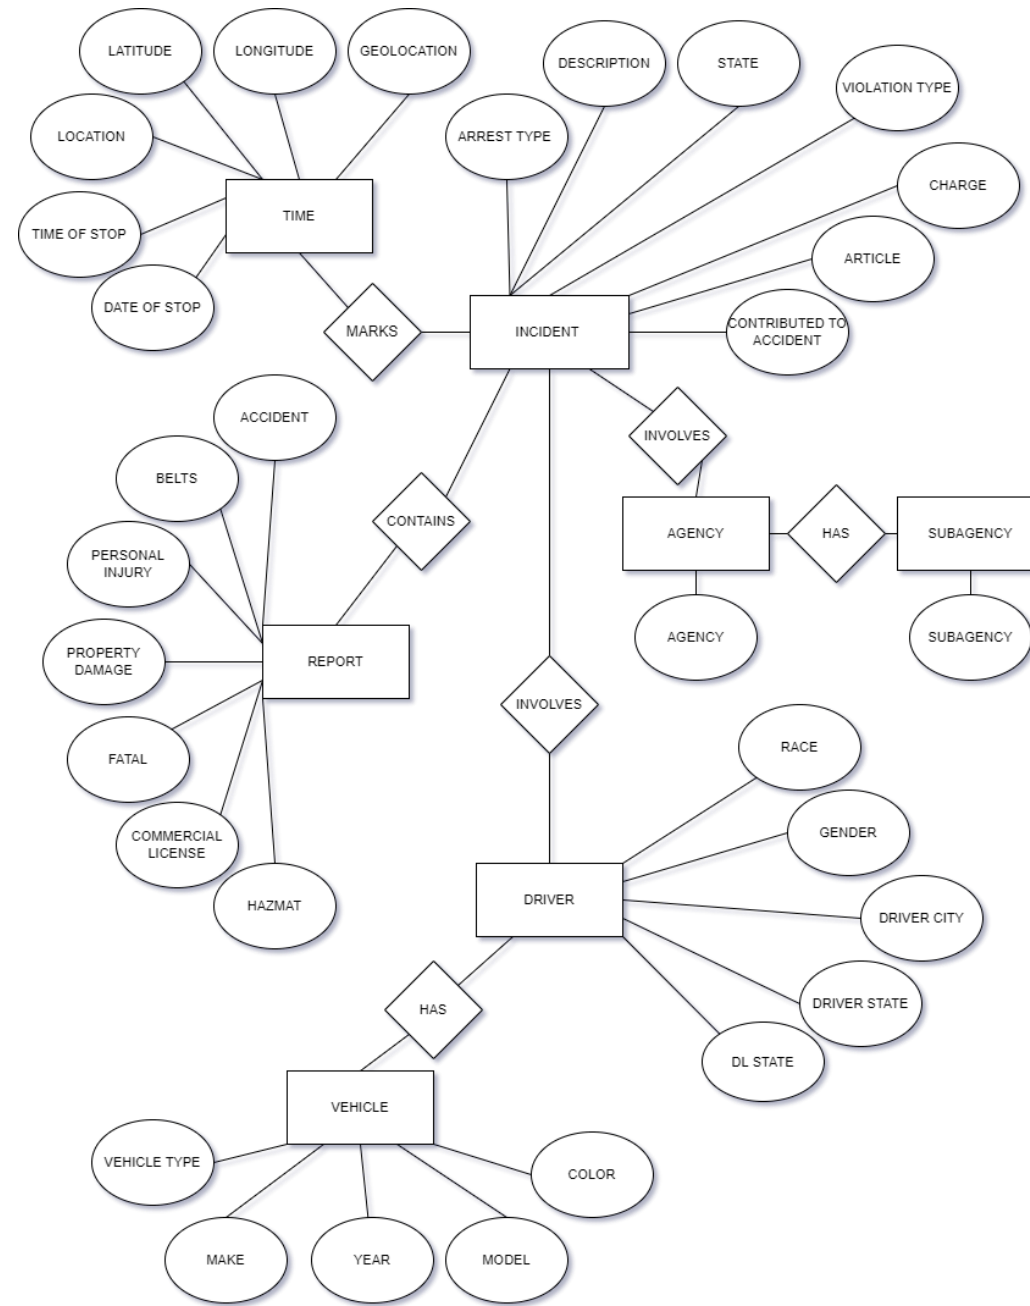 LATITUDE
LONGITUDE
GEOLOCATION
DESCRIPTION
STATE
VIOLATION TYPE
LOCATION
ARREST TYPE
CHARGE
TIME
TIME OF STOP
ARTICLE
DATE OF STOP
MARKS
INCIDENT
CONTRIBUTED TO
ACCIDENT
ACCIDENT
INVOLVES
BELTS
CONTAINS
AGENCY
HAS
SUBAGENCY
PERSONAL
INJURY
AGENCY
SUBAGENCY
PROPERTY
DAMAGE
REPORT
INVOLVES
FATAL
RACE
COMMERCIAL
LICENSE
GENDER
HAZMAT
DRIVER
DRIVER CITY
HAS
DRIVER STATE
DL STATE
VEHICLE
VEHICLE TYPE
COLOR
MAKE
YEAR
MODEL